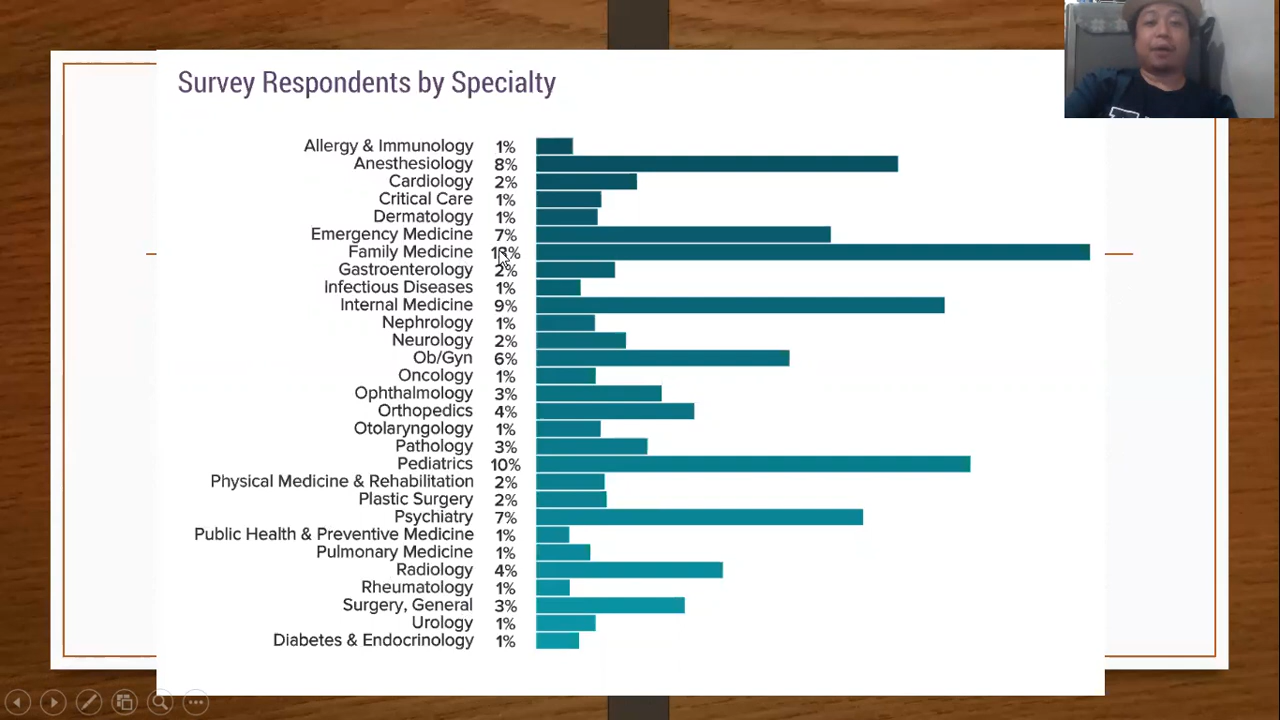 Survey Respondents by Specialty
Allergy & Immunology 1%
Anesthesiology 8%
Cardiology 2%
Critical Care 1%
Dermatology 1%
Emergency Medicine 7%
Family Medicine 13%
Gastroenterology 2%
Infectious Diseases 1%
Internal Medicine 9%
Nephrology 1%
Neurology 2%
Ob/Gyn 6%
Oncology 1%
Ophthalmology 3%
Orthopedics 4%
Otolaryngology 1%
Pathology 3%
Pediatrics 10%
Physical Medicine & Rehabilitation 2%
Plastic Surgery 2%
Psychiatry 7%
Public Health & Preventive Medicine 1%
Pulmonary Medicine 1%
Radiology 4%
Rheumatology 1%
Surgery, General 3%
Urology 1%
Diabetes & Endocrinology 1%